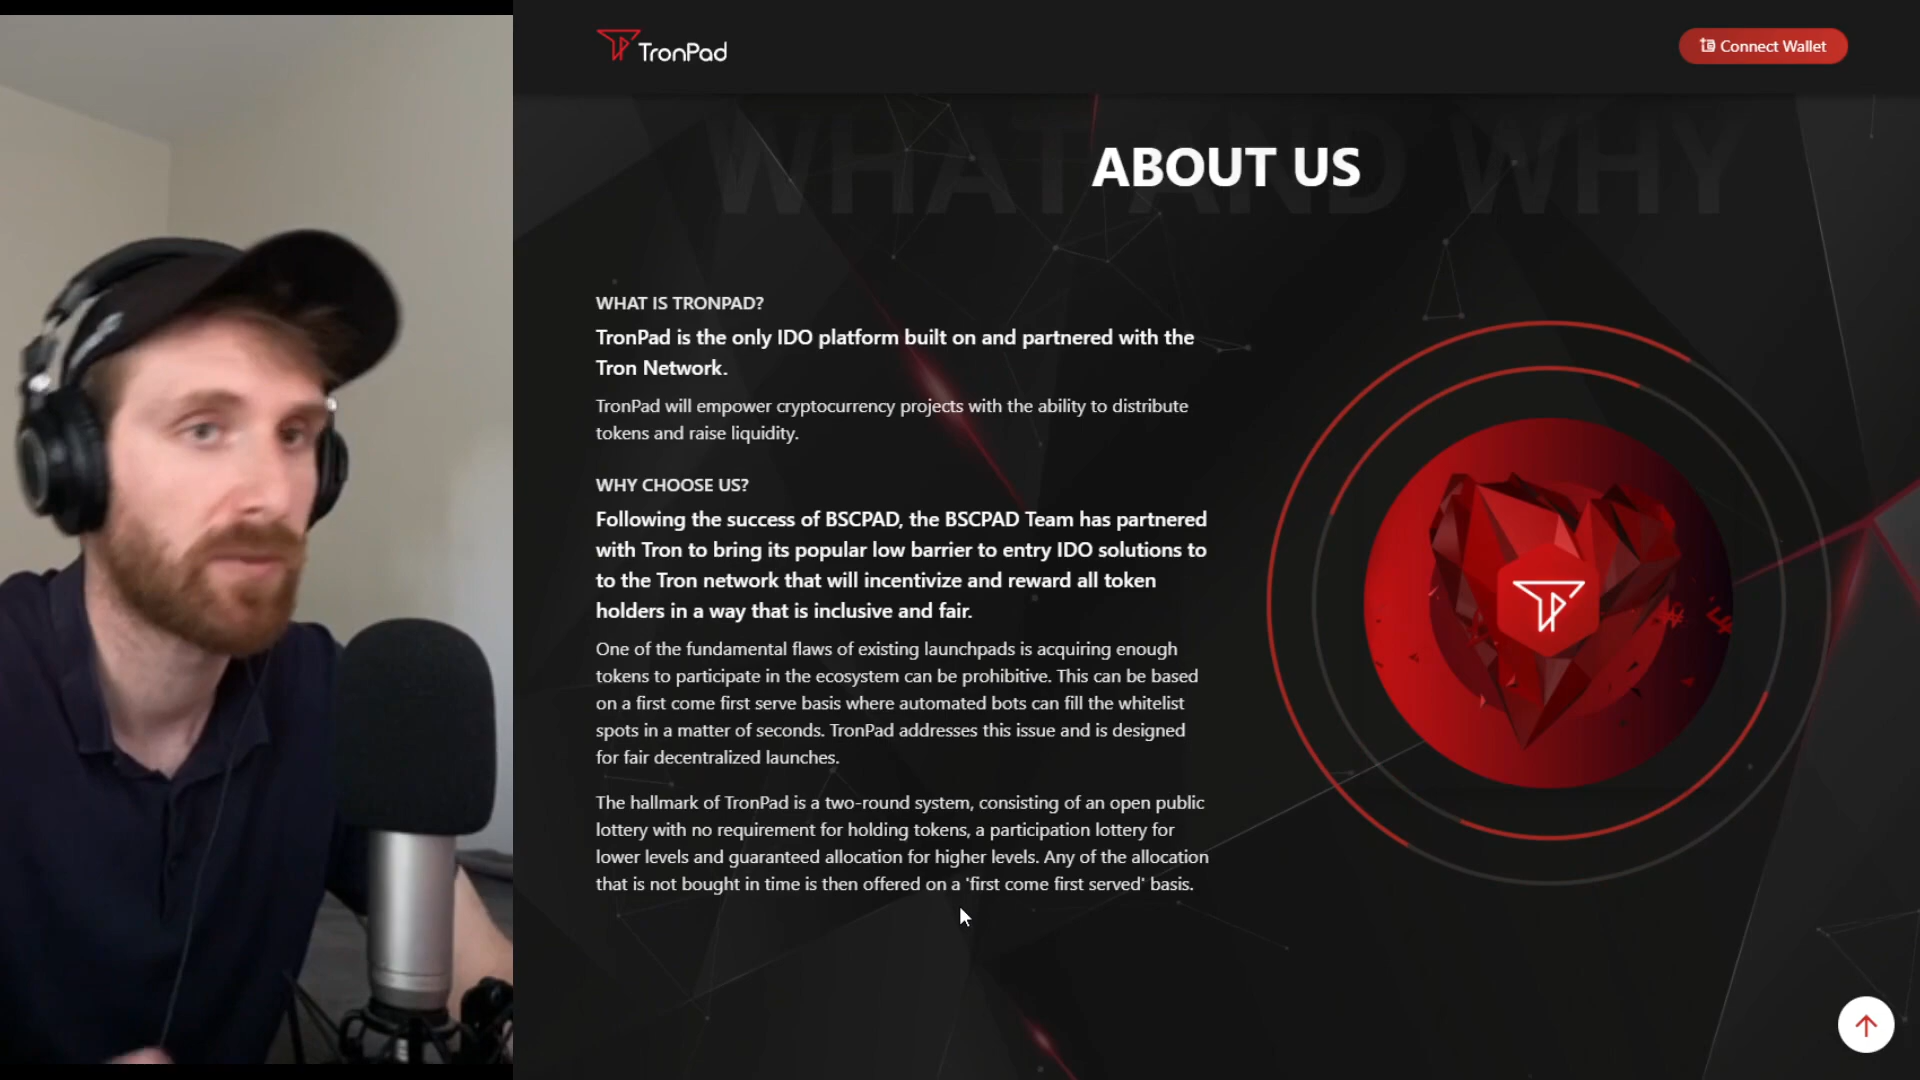 TronPad
Connect Wallet
WHAT AND WHY
ABOUT US
WHAT IS TRONPAD?
TronPad is the only IDO platform built on and partnered with the
Tron Network.
TronPad will empower cryptocurrency projects with the ability to distribute
tokens and raise liquidity.
WHY CHOOSE US?
Following the success of BSCPAD, the BSCPAD Team has partnered
with Tron to bring its popular low barrier to entry IDO solutions to
to the Tron network that will incentivize and reward all token
holders in a way that is inclusive and fair.
One of the fundamental flaws of existing launchpads is acquiring enough
tokens to participate in the ecosystem can be prohibitive. This can be based
on a first come first serve basis where automated bots can fill the whitelist
spots in a matter of seconds. TronPad addresses this issue and is designed
for fair decentralized launches.
The hallmark of TronPad is a two-round system, consisting of an open public
lottery with no requirement for holding tokens, a participation lottery for
lower levels and guaranteed allocation for higher levels. Any of the allocation
that is not bought in time is then offered on a 'first come first served' basis.